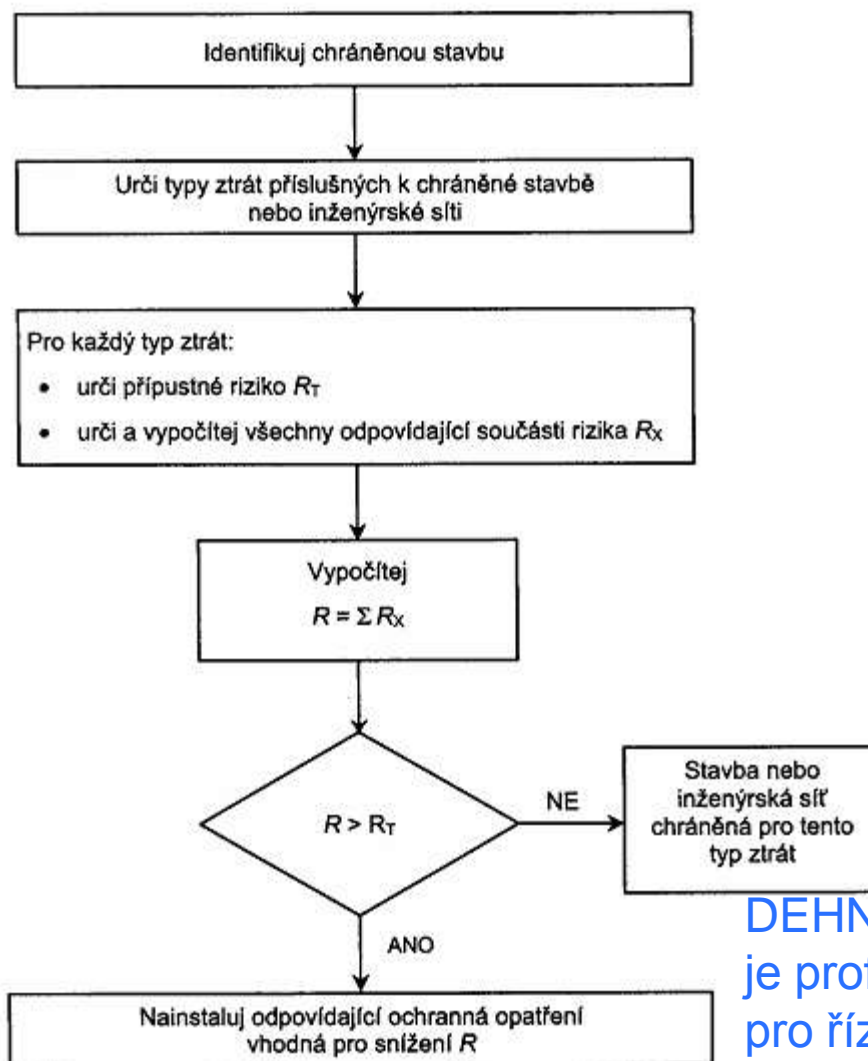 Identifikuj chráněnou stavbu
Urči typy ztrát příslušných k chráněné stavbě
nebo inženýrské síti
Pro každý typ ztrát:
• urči přípustné riziko RT
• urči a vypočítej všechny odpovídající součásti rizika RX
Vypočítej
R = Σ RX
R > RT
NE
Stavba nebo
inženýrská síť
chráněná pro tento
typ ztrát
ANO
Nainstaluj odpovídající ochranná opatření
vhodná pro snížení R
je
pro